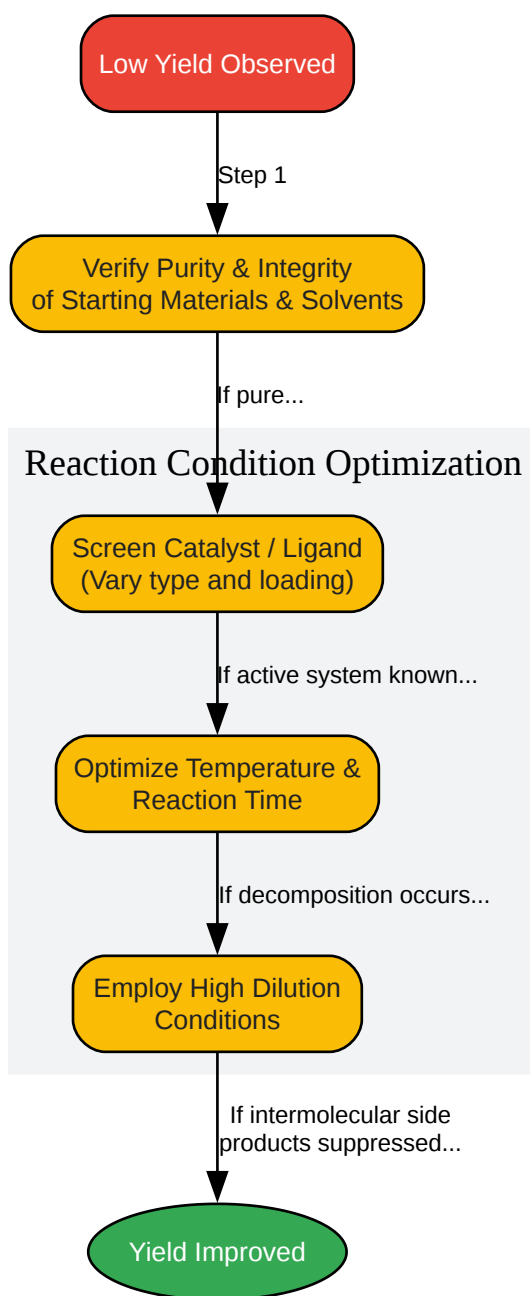 Low Yield Observed
Step 1
Verify Purity & Integrity
of Starting Materials & Solvents
If pure...
Reaction Condition Optimization
Screen Catalyst / Ligand
(Vary type and loading)
If active system known...
Optimize Temperature &
Reaction Time
If decomposition occurs...
Employ High Dilution
Conditions
If intermolecular side
products suppressed...
Yield Improved